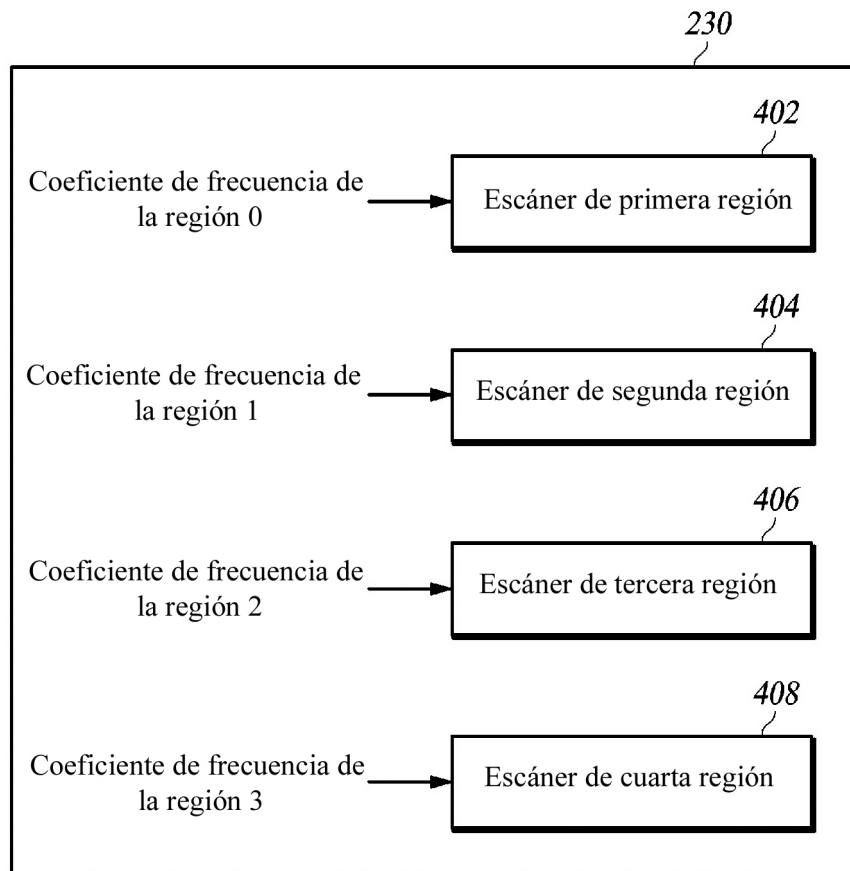 230
402
Coeficiente de frecuencia de
la región 0
Escáner de primera región
404
Coeficiente de frecuencia de
la región 1
Escáner de segunda región
406
Coeficiente de frecuencia de
la región 2
Escáner de tercera región
408
Coeficiente de frecuencia de
la región 3
Escáner de cuarta región